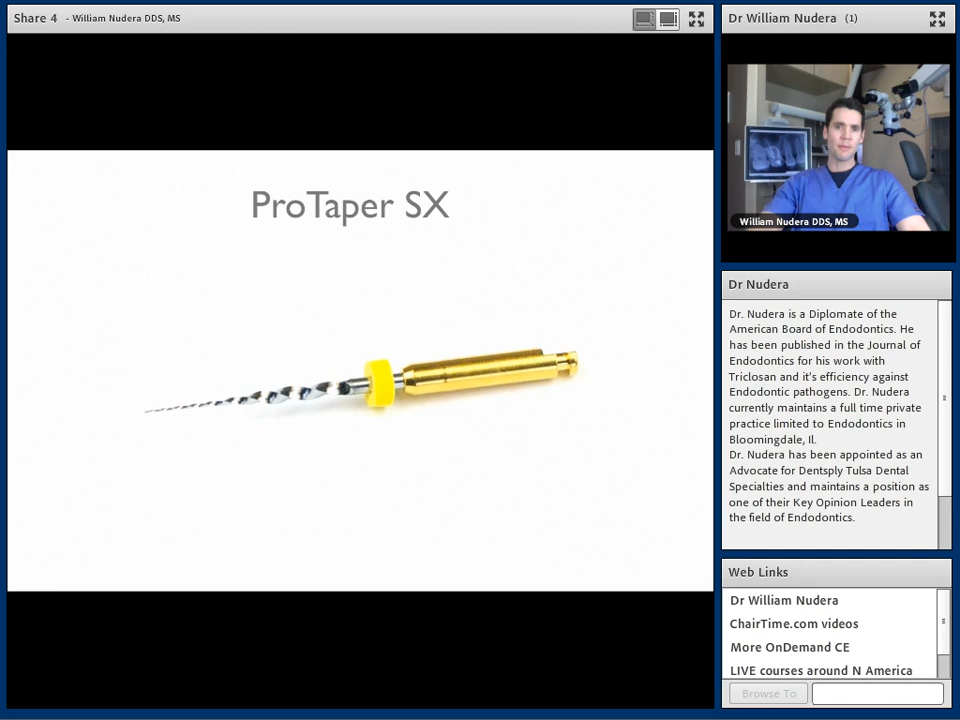 Share 4 - William Nudera DDS, MS
Dr William Nudera (1)
ProTaper SX
William Nudera DDS, MS
Dr Nudera
Dr. Nudera is a Diplomate of the
American Board of Endodontics. He
has been published in the Journal of
Endodontics for his work with
Triclosan and it's efficiency against
Endodontic pathogens. Dr. Nudera
currently maintains a full time private
practice limited to Endodontics in
Bloomingdale, Il.
Dr. Nudera has been appointed as an
Advocate for Dentsply Tulsa Dental
Specialties and maintains a position as
one of their Key Opinion Leaders in
the field of Endodontics.
Web Links
Dr William Nudera
ChairTime.com videos
More OnDemand CE
LIVE courses around N America
Browse To